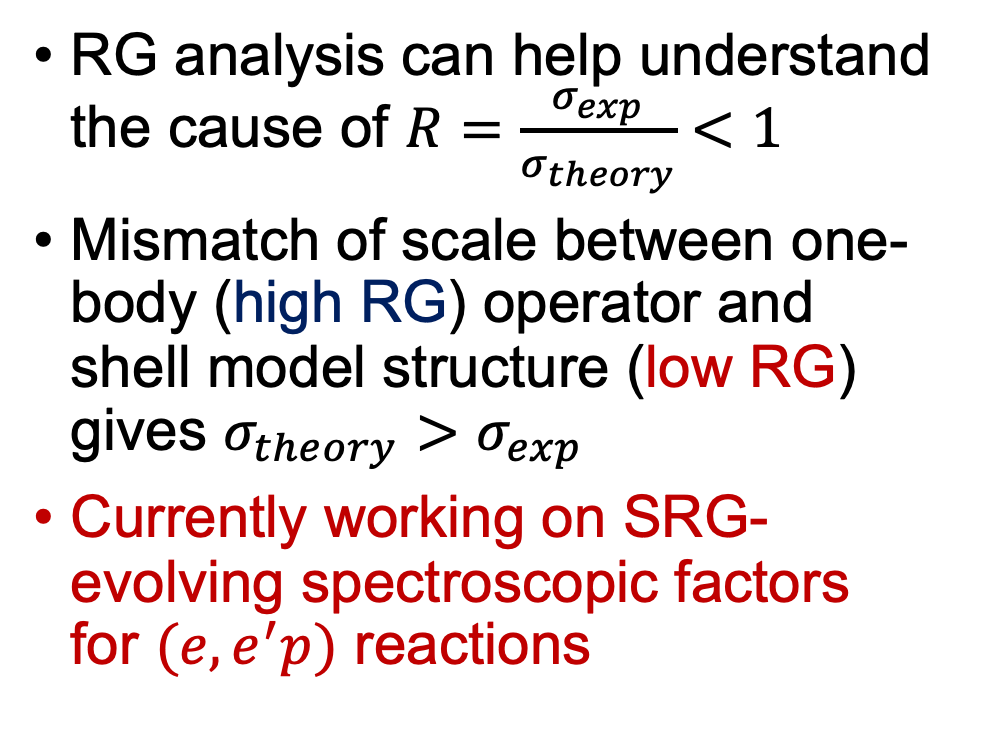 • RG analysis can help understand
the cause of R = σ_exp / σ_theory < 1
• Mismatch of scale between one-
body (high RG) operator and
shell model structure (low RG)
gives σ_theory > σ_exp
• Currently working on SRG-
evolving spectroscopic factors
for (e, e′p) reactions